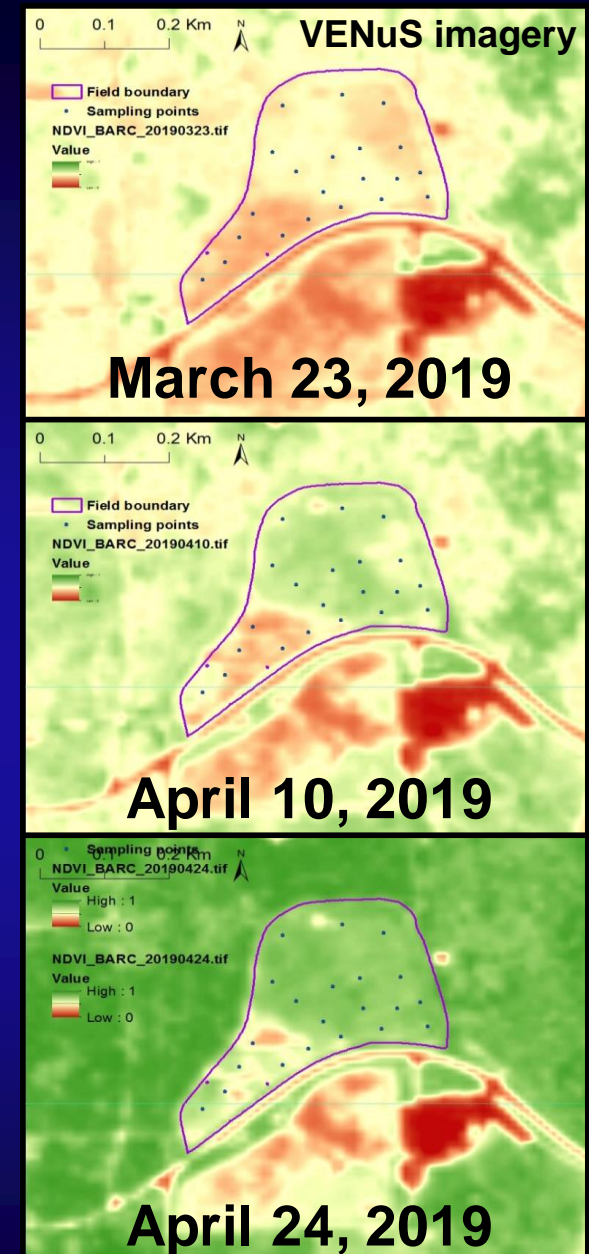 0 0.1 0.2 Km N
VENuS imagery
Field boundary
Sampling points
NDVI_BARC_20190323.tif
Value
March 23, 2019
0 0.1 0.2 Km N
Field boundary
Sampling points
NDVI_BARC_20190410.tif
Value
April 10, 2019
0 0.1 0.2 Km N
Sampling points
NDVI_BARC_20190424.tif
Value
High : 1
Low : 0
NDVI_BARC_20190424.tif
Value
High : 1
Low : 0
April 24, 2019